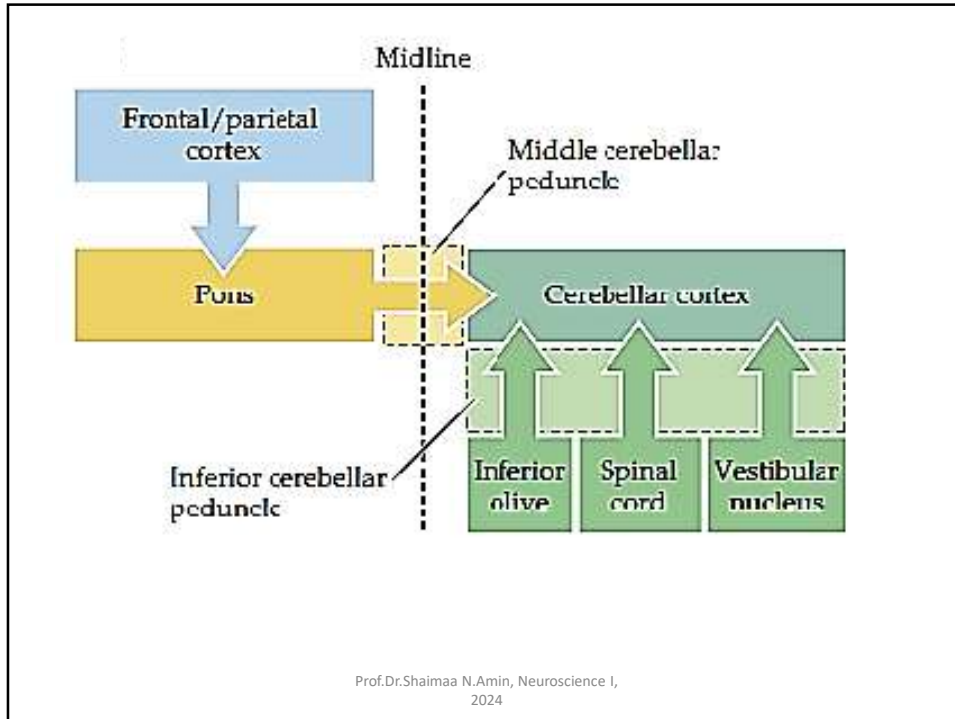 Midline
Frontal/parietal
cortex
Middle cerebellar
peduncle
Pons
Cerebellar cortex
Inferior cerebellar
peduncle
Inferior
olive
Spinal
cord
Vestibular
nucleus
Prof.Dr.Shaimaa N.Amin, Neuroscience I,
2024